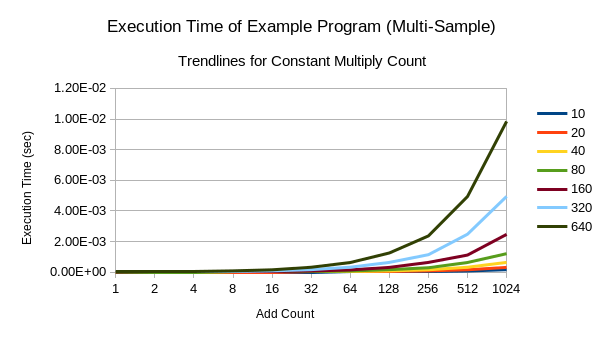 Execution Time of Example Program (Multi-Sample)
Trendlines for Constant Multiply Count
Execution Time (sec)
1.20E-02
1.00E-02
8.00E-03
6.00E-03
4.00E-03
2.00E-03
0.00E+00
1 2 4 8 16 32 64 128 256 512 1024
Add Count
10
20
40
80
160
320
640